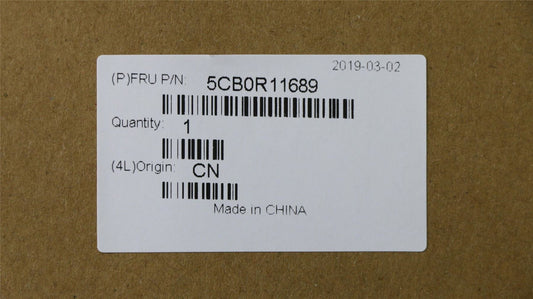 2019-03-02
(P)FRU P/N: 5CB0R11689
Quantity: 1
(4L)Origin: CN
Made in CHINA